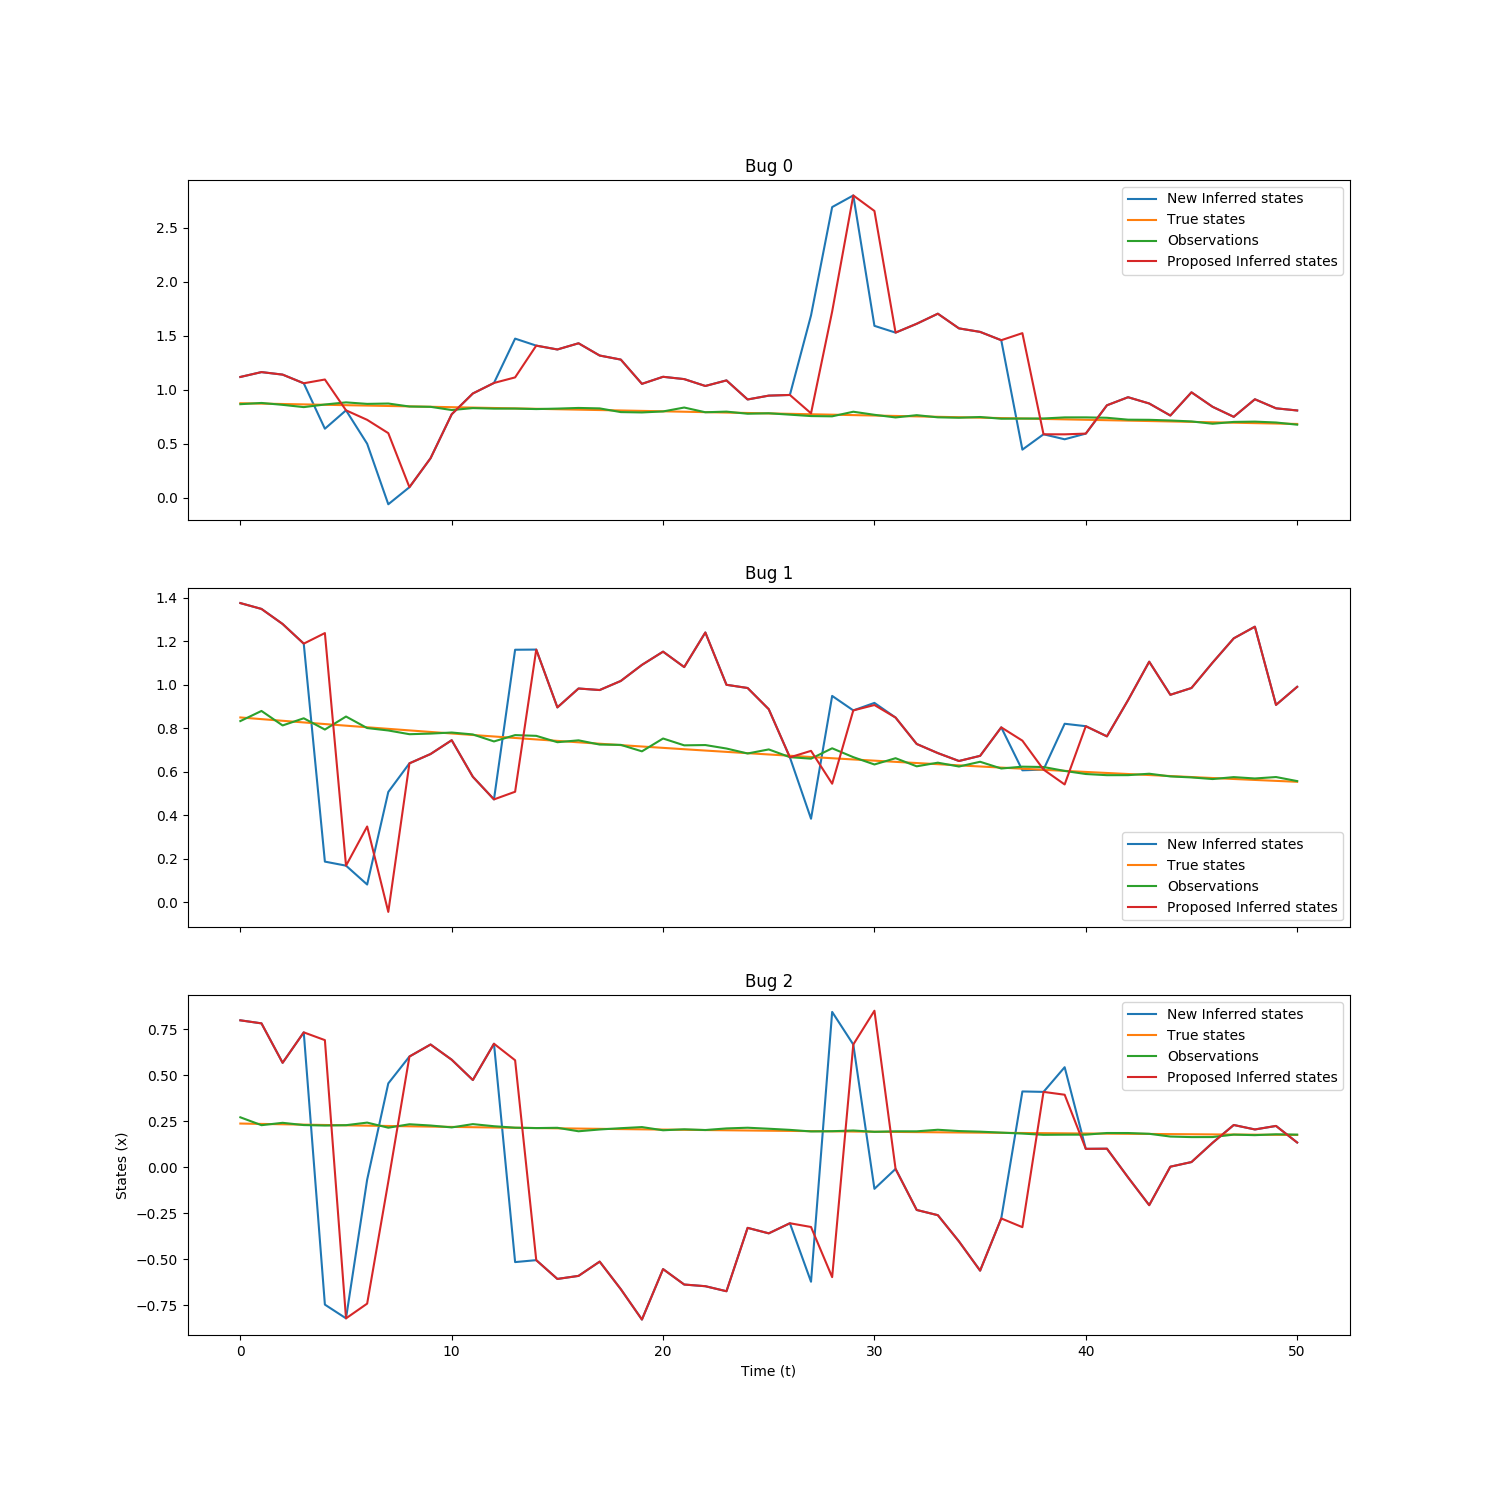 Bug 0
2.5
2.0
1.5
1.0
0.5
0.0
New Inferred states
True states
Observations
Proposed Inferred states
Bug 1
1.4
1.2
1.0
0.8
0.6
0.4
0.2
0.0
New Inferred states
True states
Observations
Proposed Inferred states
Bug 2
States (x)
0.75
0.50
0.25
0.00
−0.25
−0.50
−0.75
New Inferred states
True states
Observations
Proposed Inferred states
0 10 20 30 40 50
Time (t)